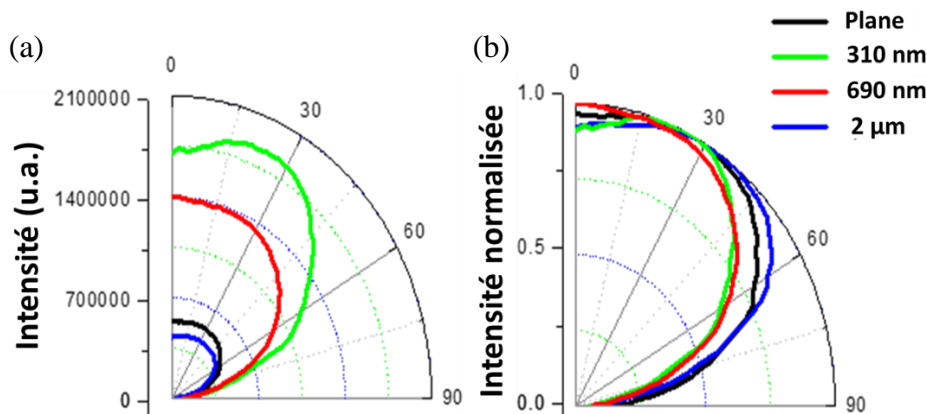 (a)
Intensité (u.a.)
2100000
1400000
700000
0
0
30
60
90
(b)
Intensité normalisée
1.0
0.5
0.0
0
30
60
90
Plane
310 nm
690 nm
2 µm